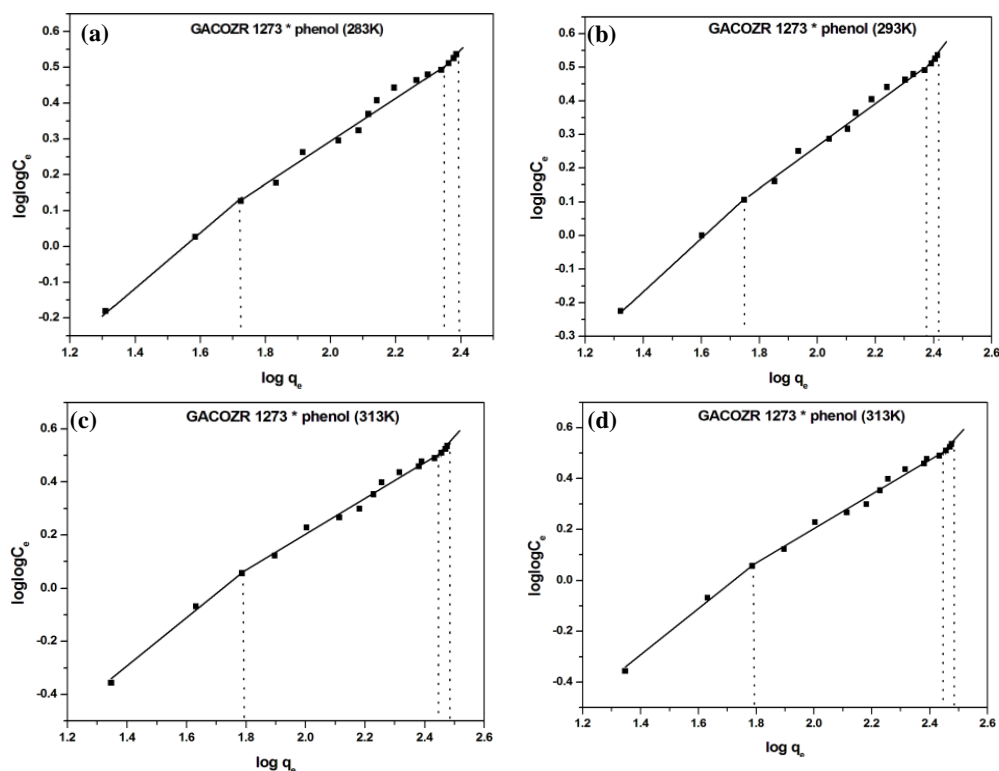 (a)
GACOZR 1273 * phenol (283K)
loglogCe
0.6
0.5
0.4
0.3
0.2
0.1
0.0
-0.1
-0.2
1.2 1.4 1.6 1.8 2.0 2.2 2.4
log qe
(b)
GACOZR 1273 * phenol (293K)
loglogCe
0.6
0.5
0.4
0.3
0.2
0.1
0.0
-0.1
-0.2
-0.3
1.2 1.4 1.6 1.8 2.0 2.2 2.4 2.6
log qe
(c)
GACOZR 1273 * phenol (313K)
loglogCe
0.6
0.4
0.2
0.0
-0.2
-0.4
1.2 1.4 1.6 1.8 2.0 2.2 2.4 2.6
log qe
(d)
GACOZR 1273 * phenol (313K)
loglogCe
0.6
0.4
0.2
0.0
-0.2
-0.4
1.2 1.4 1.6 1.8 2.0 2.2 2.4 2.6
log qe